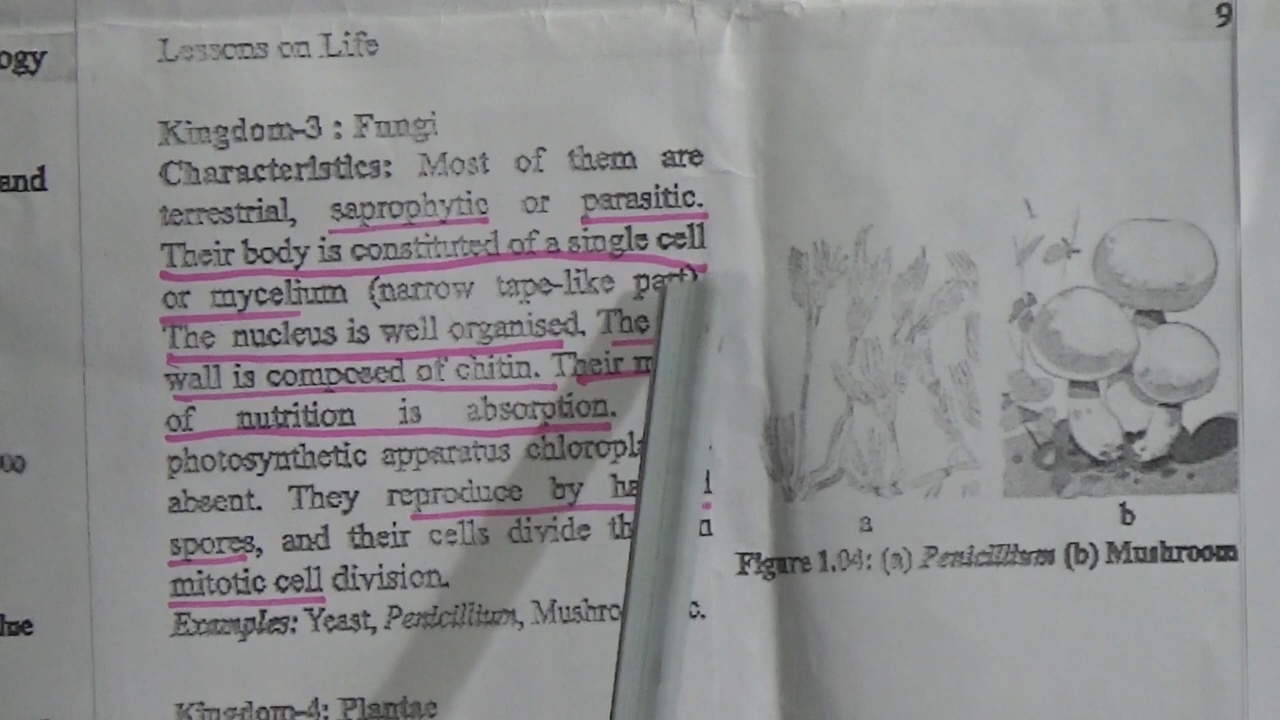 9
ogy
and
Lessons on Life
Kingdom-3 : Fungi
Characteristics: Most of them are
terrestrial, saprophytic or parasitic.
Their body is constituted of a single cell
or mycelium (narrow tape-like part)
The nucleus is well organised. The
wall is composed of chitin. Their
of nutrition is absorption.
photosynthetic apparatus
absent. They reproduce by
spores, and their cells divide
mitotic cell division.
Examples: Yeast, Penicillium,
Kingdom-4: Plantae
a
b
Figure 1.04: (a) Penicillium (b) Mushroom